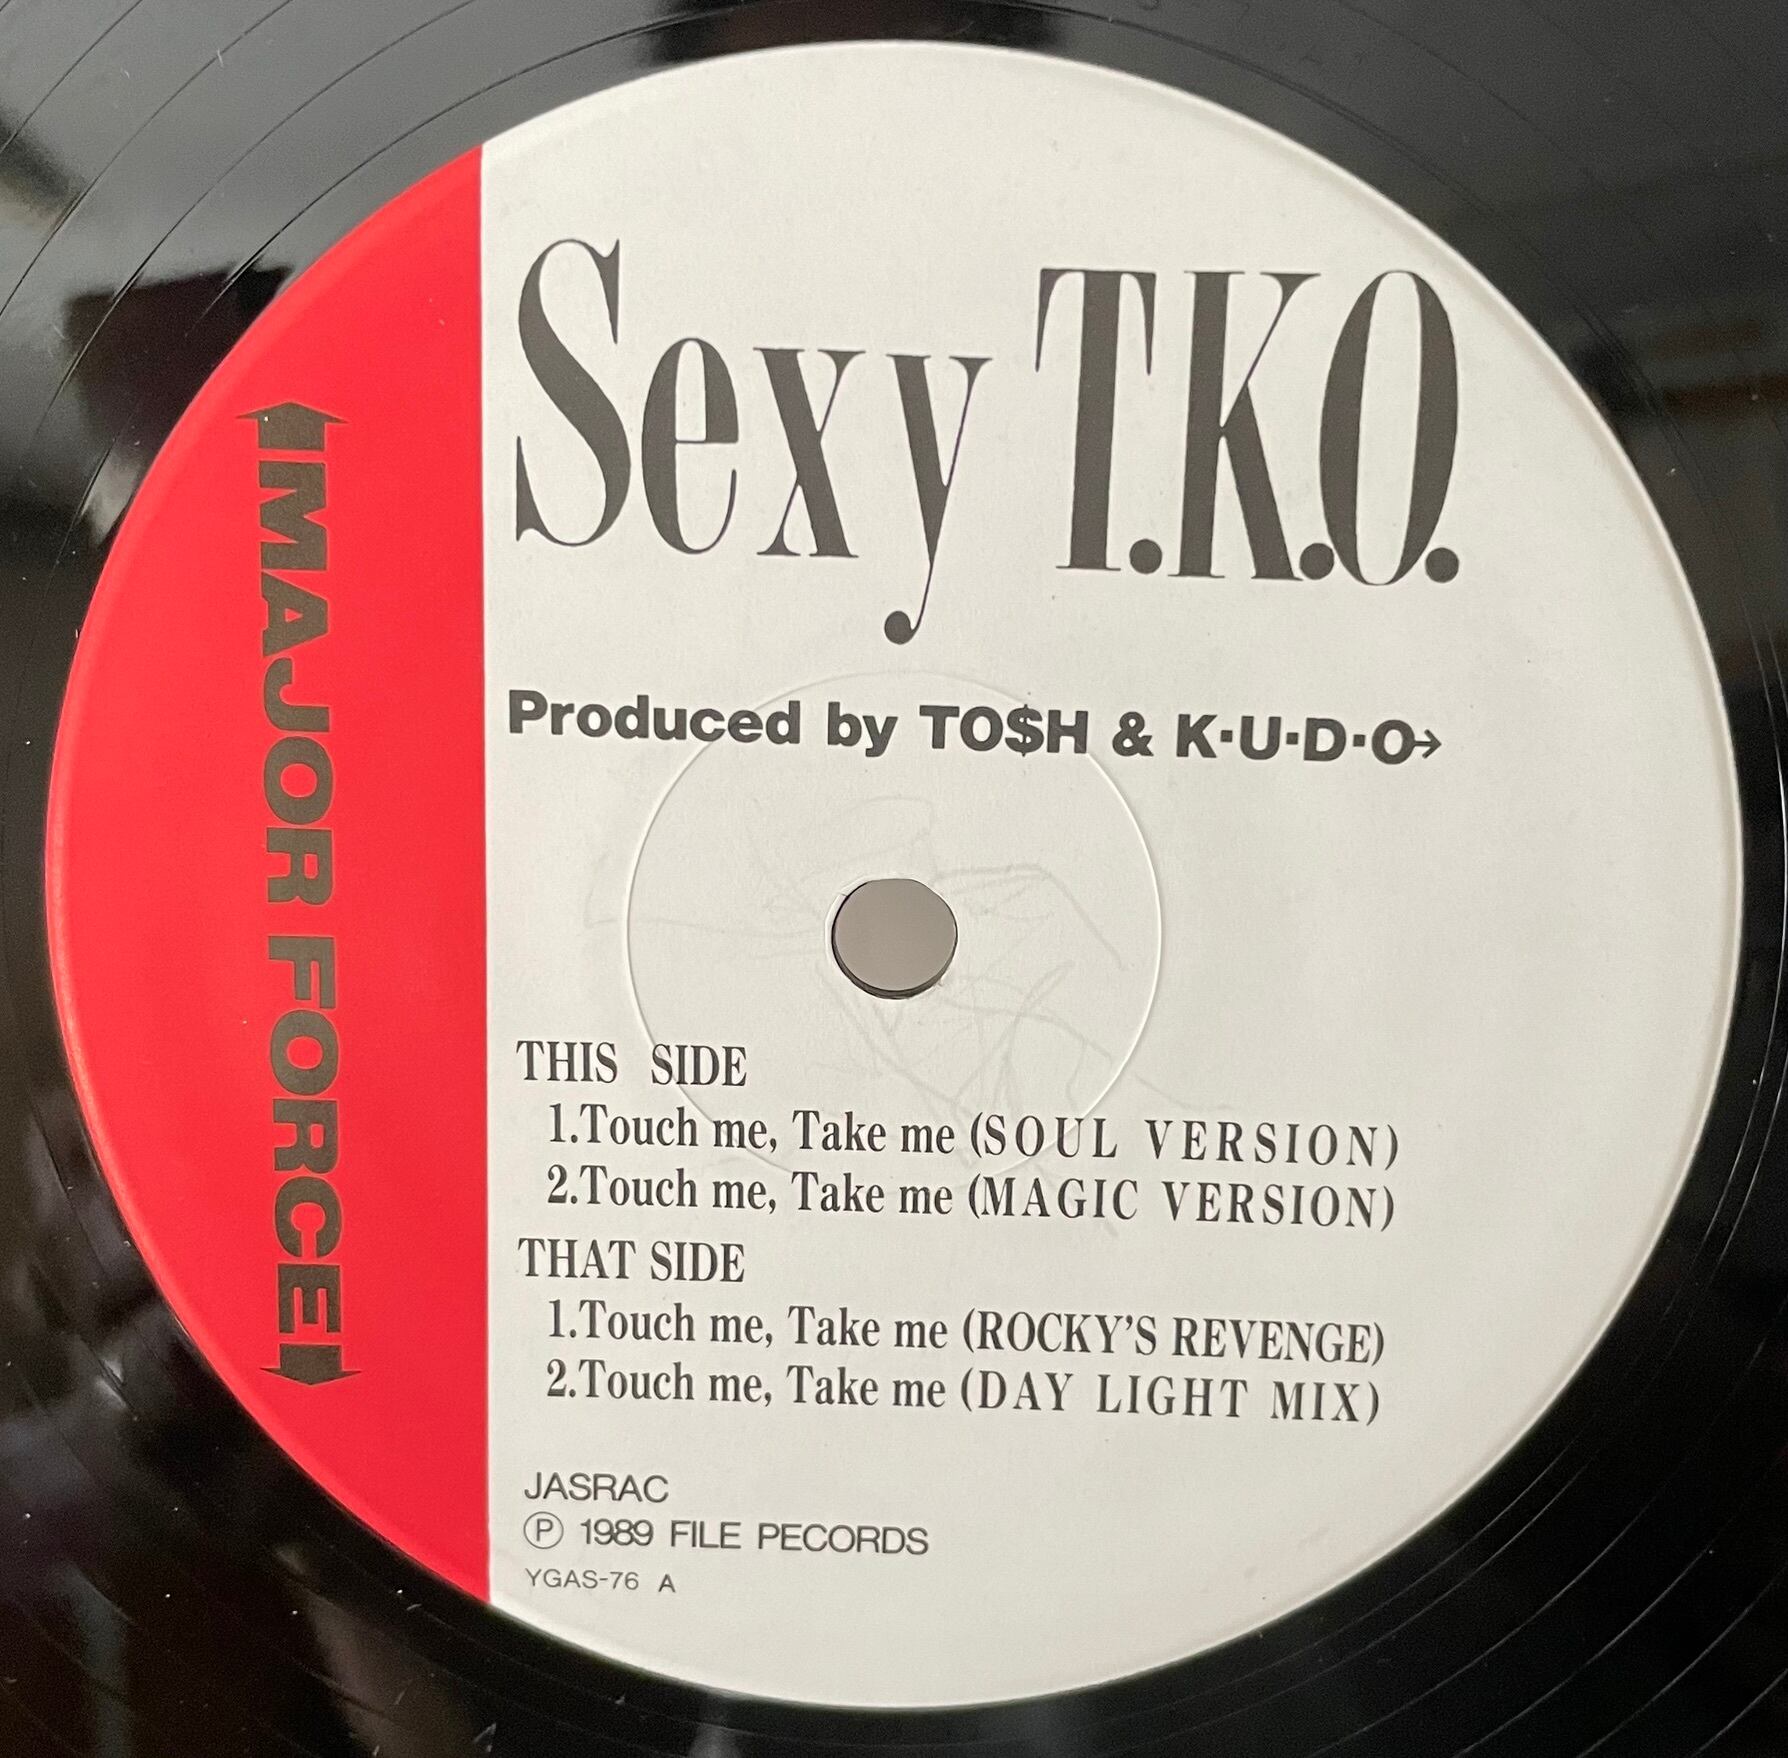 MAJOR FORCE
Sexy T.K.O.
Produced by TO$H & K·U·D·O→
THIS SIDE
1.Touch me, Take me (SOUL VERSION)
2.Touch me, Take me (MAGIC VERSION)
THAT SIDE
1.Touch me, Take me (ROCKY'S REVENGE)
2.Touch me, Take me (DAY LIGHT MIX)
JASRAC
Ⓟ 1989 FILE PECORDS
YGAS-76 A